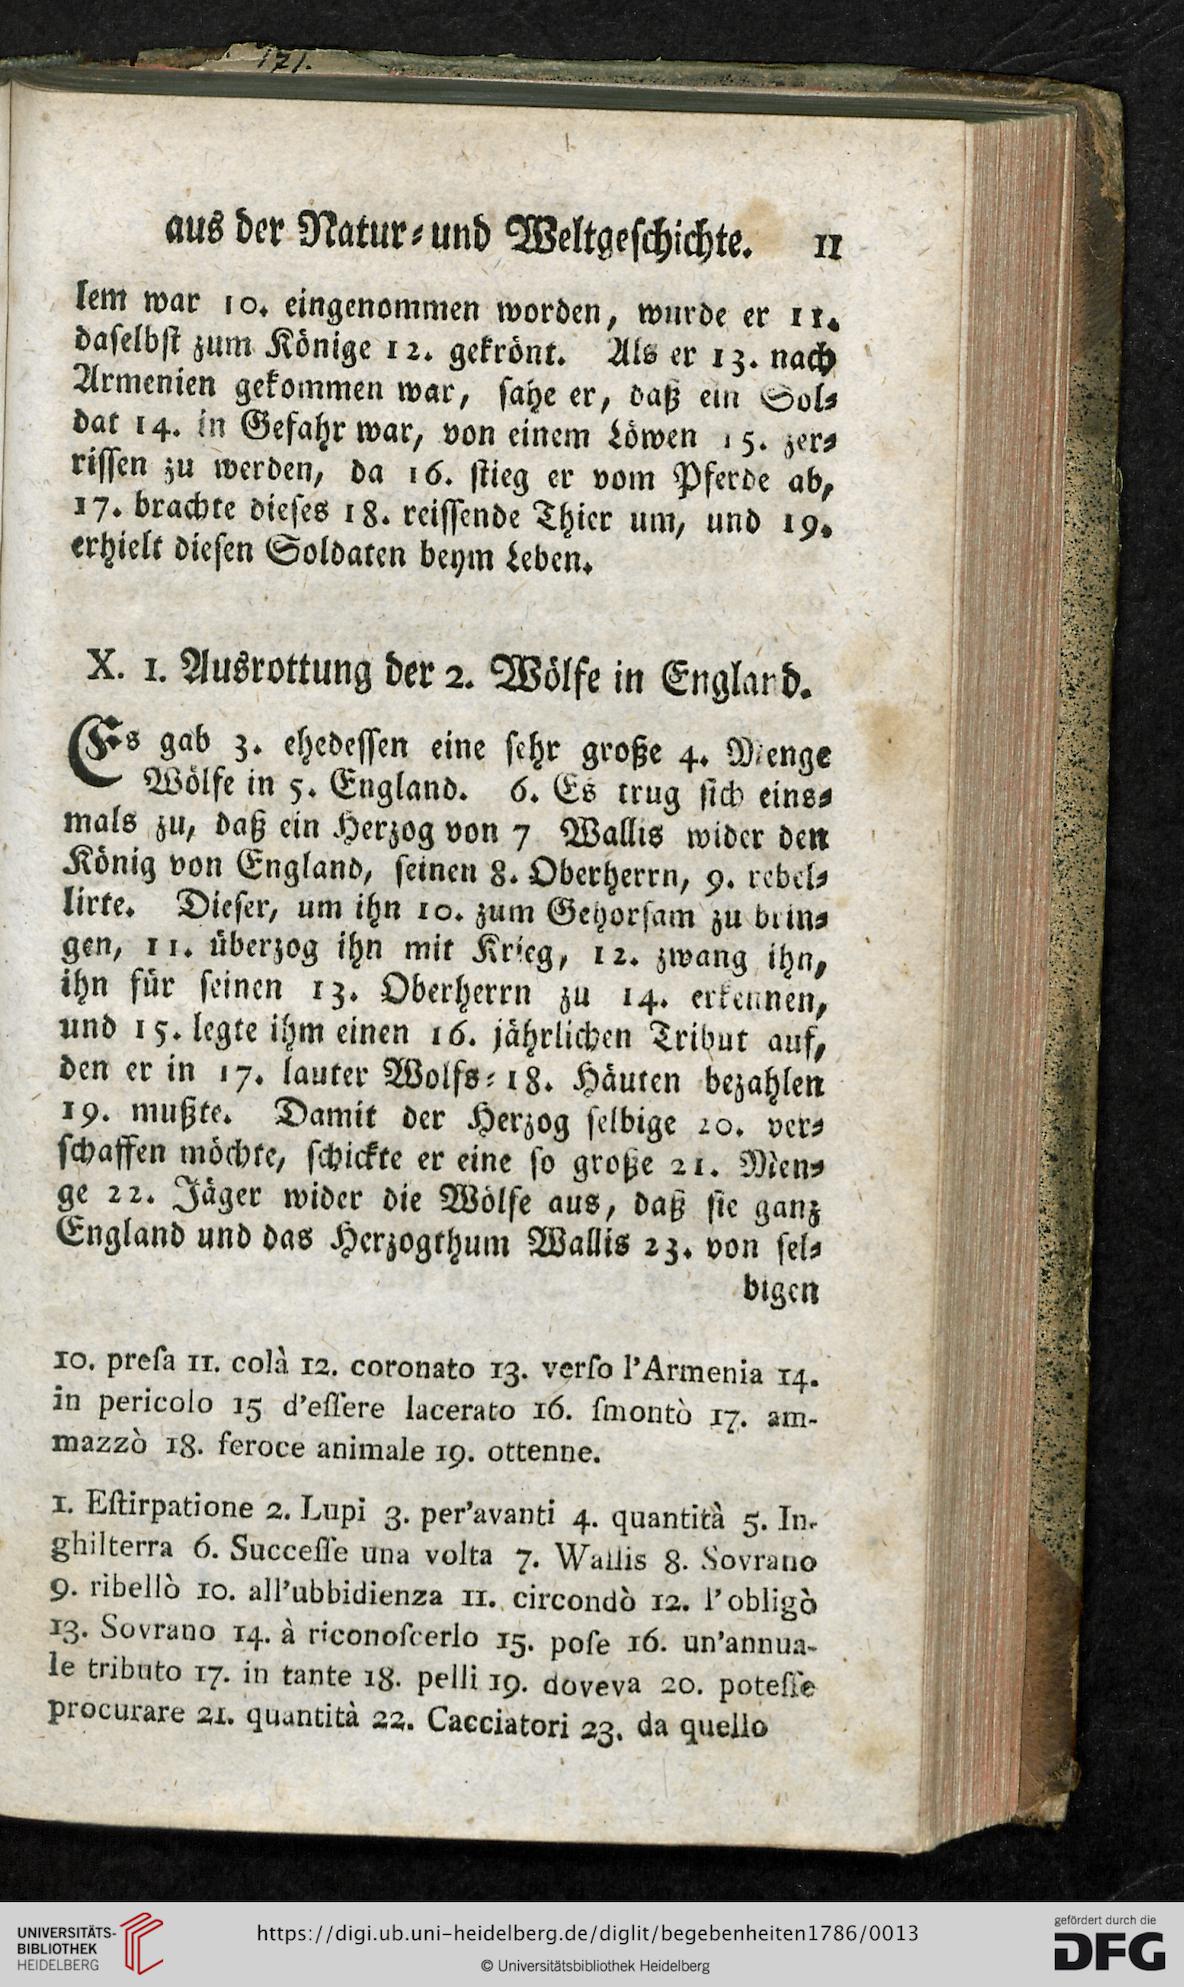 171.
aus der Natur⸗und Weltgeschichte. 11
lem war 10. eingenommen worden, wurde er 11.
daselbst zum Könige 12. gekrönt. Als er 13. nach
Armenien gekommen war, sahe er, daß ein Sol⸗
dat 14. in Gefahr war, von einem Löwen 15. zer⸗
rissen zu werden, da 16. stieg er vom Pferde ab,
17. brachte dieses 18. reissende Thier um, und 19.
erhielt diesen Soldaten beym Leben.
X. 1. Ausrottung der 2. Wölfe in England.
Es gab 3. ehedessen eine sehr große 4. Menge
Wölfe in 5. England. 6. Es trug sich eins⸗
mals zu, daß ein Herzog von 7 Wallis wider den
König von England, seinen 8. Oberherrn, 9. rebel⸗
lirte. Dieser, um ihn 10. zum Gehorsam zu brin⸗
gen, 11. überzog ihn mit Krieg, 12. zwang ihn,
ihn für seinen 13. Oberherrn zu 14. erkennen,
und 15. legte ihm einen 16. jährlichen Tribut auf,
den er in 17. lauter Wolfs⸗18. Häuten bezahlen
19. mußte. Damit der Herzog selbige 20. ver⸗
schaffen möchte, schickte er eine so große 21. Men⸗
ge 22. Jäger wider die Wölfe aus, daß sie ganz
England und das Herzogthum Wallis 23. von sel⸗
bigen
10. preſa 11. colà 12. coronato 13. verſo l'Armenia 14.
in pericolo 15 d'eſſere lacerato 16. ſmontò 17. am-
mazzò 18. feroce animale 19. ottenne.
1. Eſtirpatione 2. Lupi 3. per'avanti 4. quantità 5. In-
ghilterra 6. Succeſſe una volta 7. Wallis 8. Sovrano
9. ribellò 10. all'ubbidienza 11. circondò 12. l'obligò
13. Sovrano 14. à riconoſcerlo 15. poſe 16. un'annua-
le tributo 17. in tante 18. pelli 19. doveva 20. poteſſe
procurare 21. quantità 22. Cacciatori 23. da quello
UNIVERSITÄTS-
BIBLIOTHEK
HEIDELBERG
https://digi.ub.uni-heidelberg.de/diglit/begebenheiten1786/0013
© Universitätsbibliothek Heidelberg
gefördert durch die
DFG